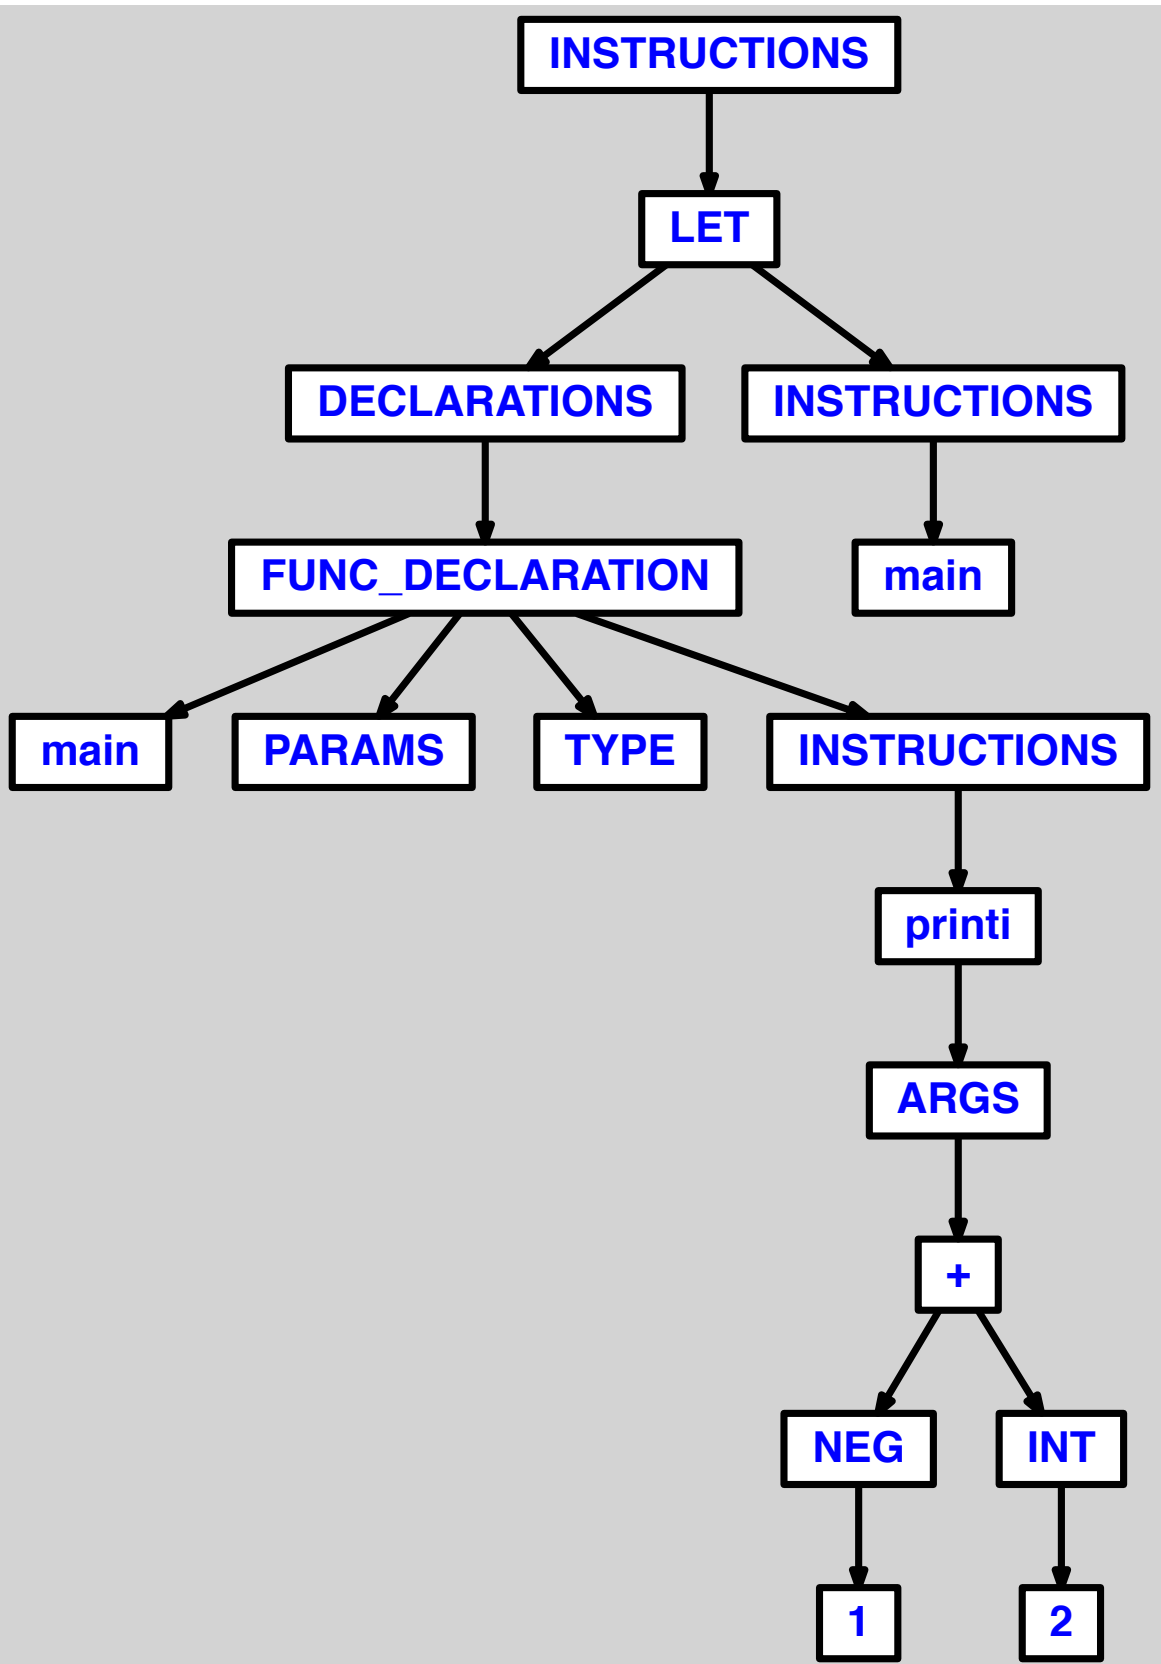 INSTRUCTIONS
LET
DECLARATIONS
INSTRUCTIONS
FUNC_DECLARATION
main
main
PARAMS
TYPE
INSTRUCTIONS
printi
ARGS
+
NEG
INT
1
2